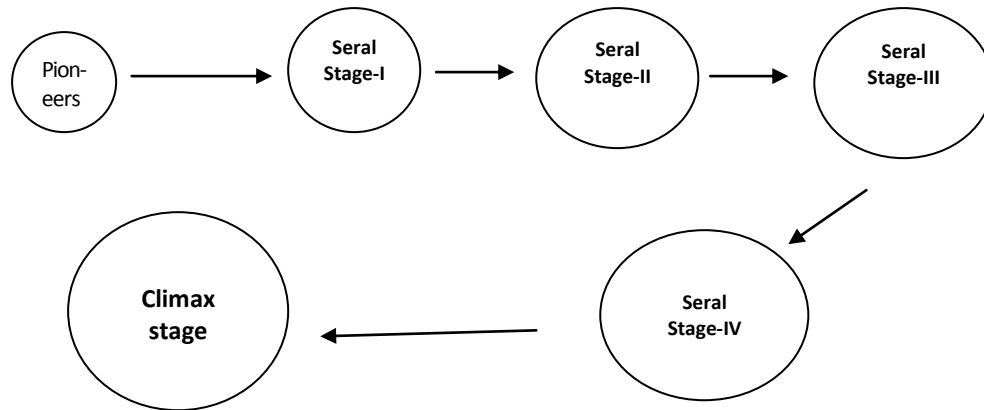 Pion-
eers
Seral
Stage-I
Seral
Stage-II
Seral
Stage-III
Seral
Stage-IV
Climax
stage